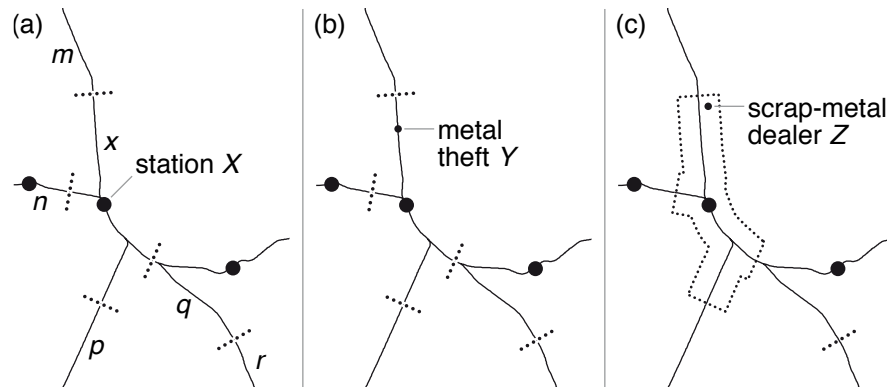 (a)
m
x
station X
n
q
p
r
(b)
metal
theft Y
(c)
scrap-metal
dealer Z